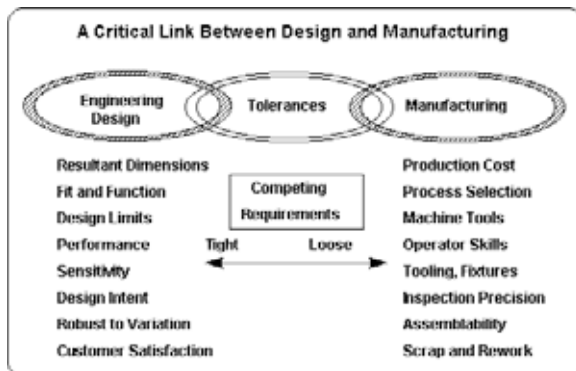 A Critical Link Between Design and Manufacturing
Engineering
Design
Tolerances
Manufacturing
Resultant Dimensions
Fit and Function
Design Limits
Performance
Sensitivity
Design Intent
Robust to Variation
Customer Satisfaction
Competing
Requirements
Tight Loose
Production Cost
Process Selection
Machine Tools
Operator Skills
Tooling, Fixtures
Inspection Precision
Assemblability
Scrap and Rework